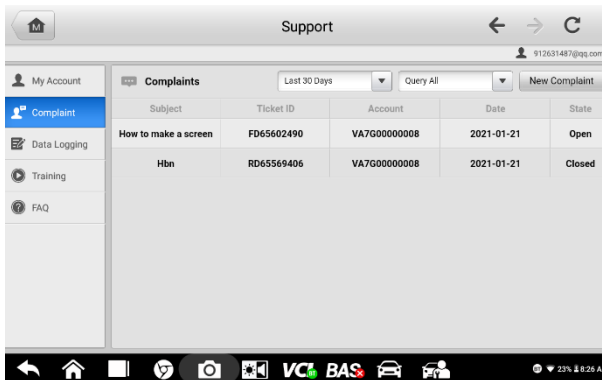 M
Support
912631487@qq.com
My Account
Complaint
Data Logging
Training
FAQ
Complaints
Last 30 Days
Query All
New Complaint
Subject Ticket ID Account Date State
How to make a screen FD65602490 VA7G00000008 2021-01-21 Open
Hbn RD65569406 VA7G00000008 2021-01-21 Closed
VCI BAS 23% 8:26 A